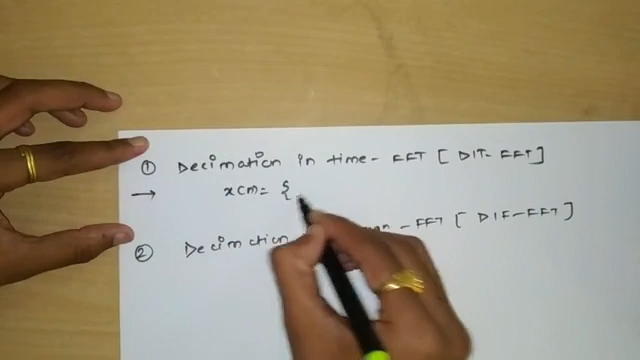 ① Decimation in time - FFT [ DIT- FFT]
→ x(n)= {
② Decimation - FFT [ DIF-FFT]